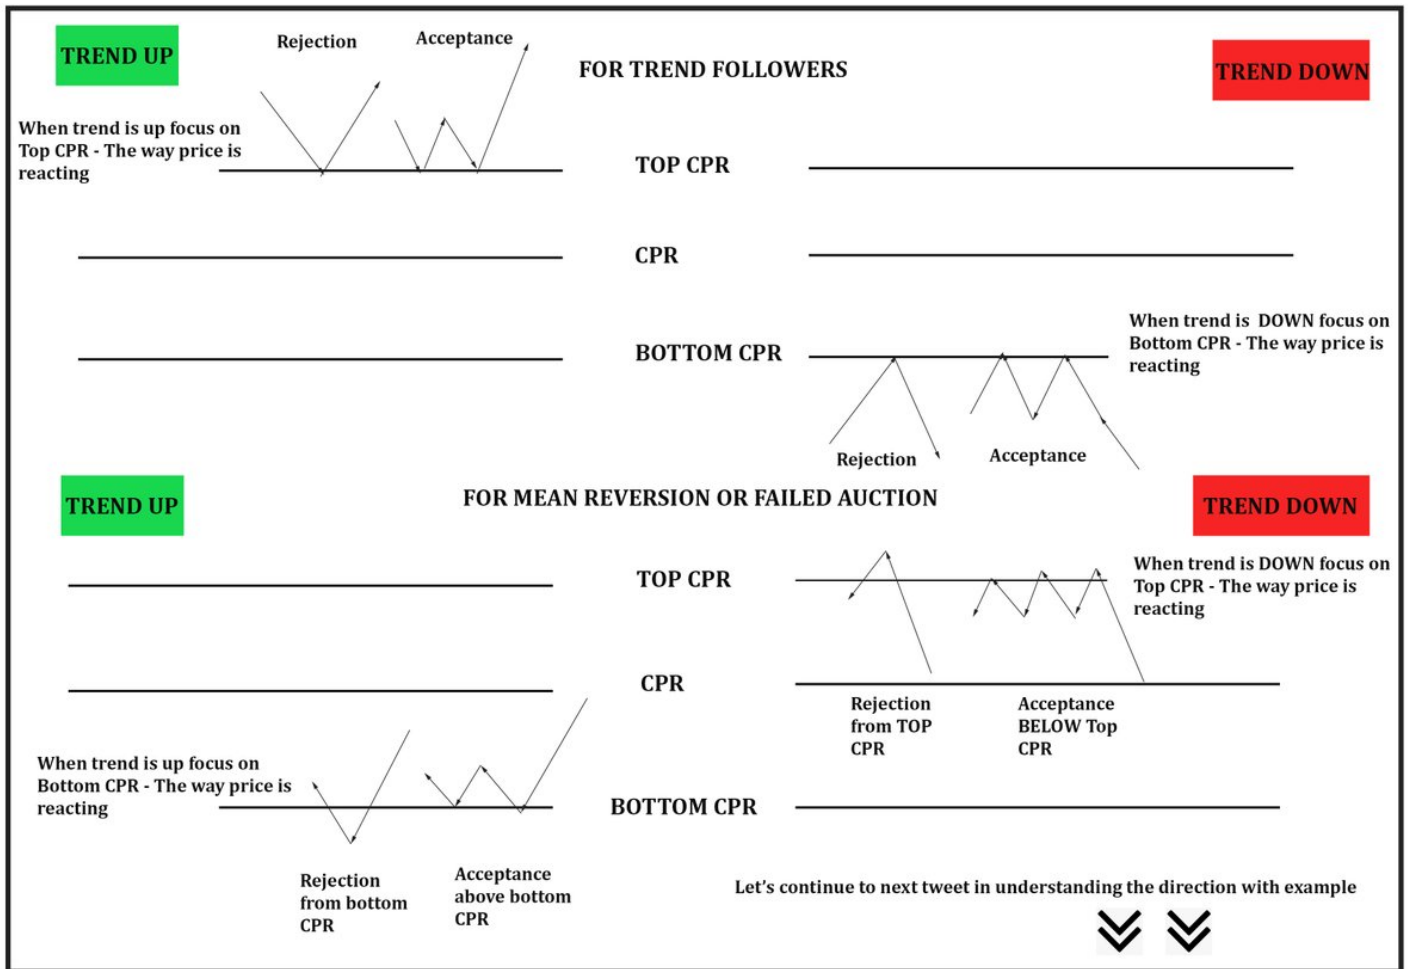 TREND UP
Rejection
Acceptance
FOR TREND FOLLOWERS
TREND DOWN
When trend is up focus on
Top CPR - The way price is
reacting
TOP CPR
CPR
BOTTOM CPR
When trend is  DOWN focus on
Bottom CPR - The way price is
reacting
Rejection
Acceptance
TREND UP
FOR MEAN REVERSION OR FAILED AUCTION
TREND DOWN
TOP CPR
When trend is DOWN focus on
Top CPR - The way price is
reacting
CPR
Rejection
from TOP
CPR
Acceptance
BELOW Top
CPR
When trend is up focus on
Bottom CPR - The way price is
reacting
BOTTOM CPR
Rejection
from bottom
CPR
Acceptance
above bottom
CPR
Let's continue to next tweet in understanding the direction with example